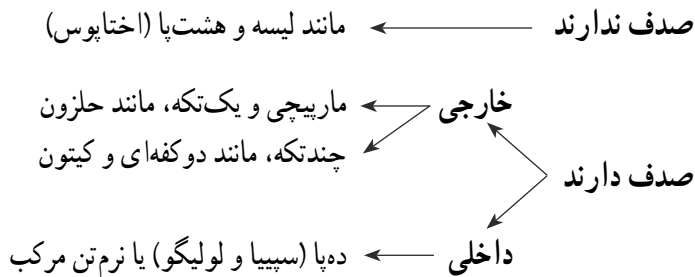 صدف ندارند ← مانند لیسه و هشت‌پا (اختاپوس)
خارجی ← مارپیچی و یک‌تکه، مانند حلزون
چندتکه، مانند دوکفه‌ای و کیتون
صدف دارند
داخلی ← ده‌پا (سپییا و لولیگو) یا نرم‌تن مرکب